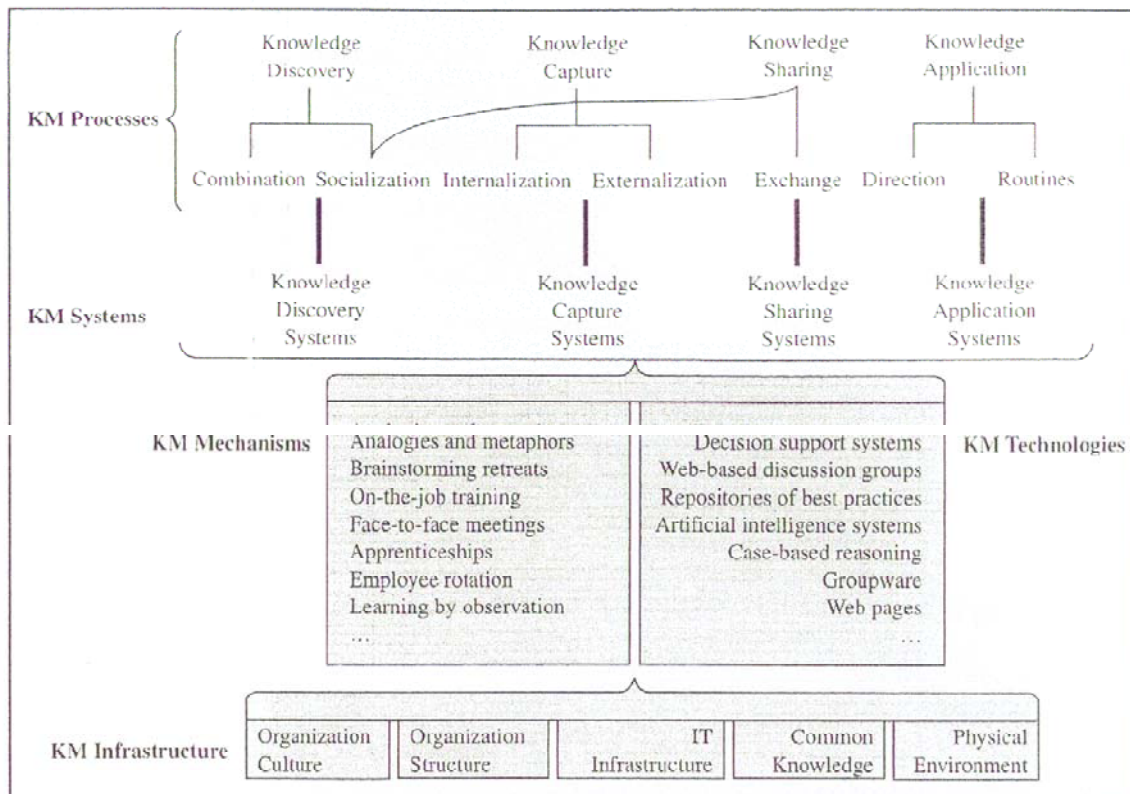 Knowledge Discovery
Knowledge Capture
Knowledge Sharing
Knowledge Application
KM Processes
Combination Socialization Internalization Externalization Exchange Direction Routines
KM Systems
Knowledge Discovery Systems
Knowledge Capture Systems
Knowledge Sharing Systems
Knowledge Application Systems
KM Mechanisms
Analogies and metaphors
Brainstorming retreats
On-the-job training
Face-to-face meetings
Apprenticeships
Employee rotation
Learning by observation
...
Decision support systems
Web-based discussion groups
Repositories of best practices
Artificial intelligence systems
Case-based reasoning
Groupware
Web pages
...
KM Technologies
KM Infrastructure
Organization Culture
Organization Structure
IT Infrastructure
Common Knowledge
Physical Environment